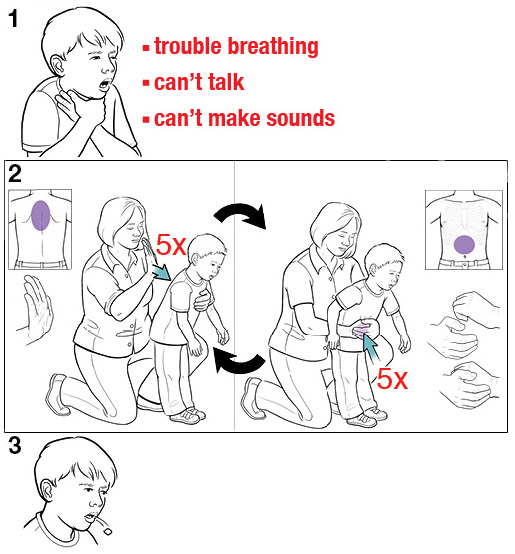 1
▪ trouble breathing
▪ can't talk
▪ can't make sounds
2
5x
5x
3